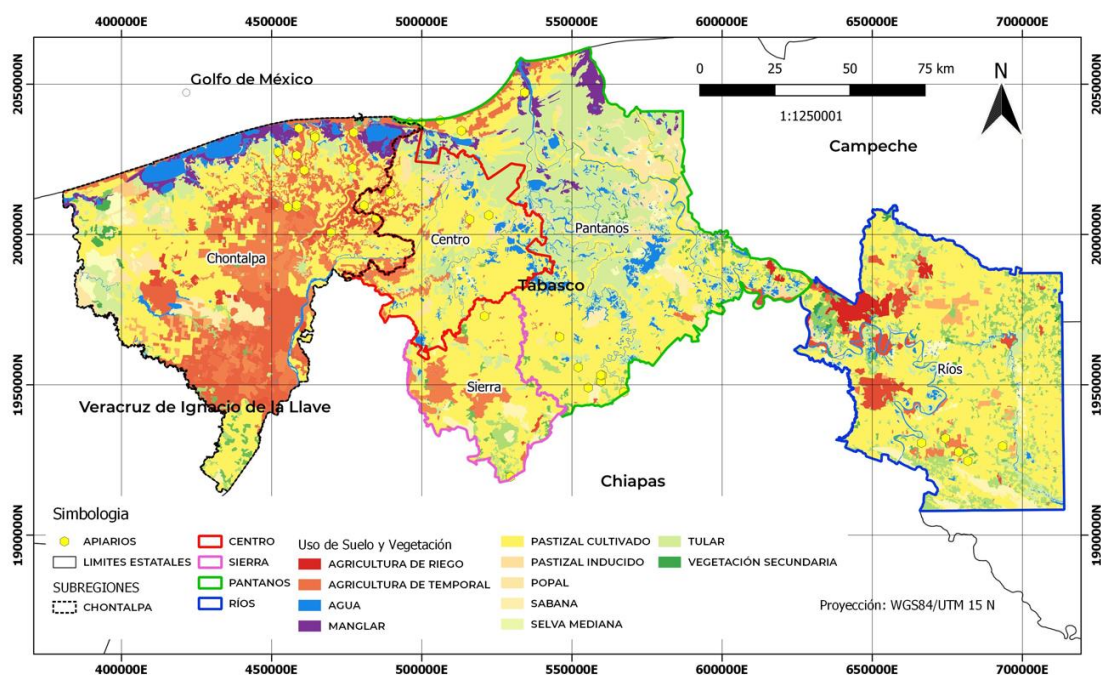 400000E 450000E 500000E 550000E 600000E 650000E 700000E
2050000N 2050000N
2000000N 2000000N
1950000N 1950000N
1900000N 1900000N
Golfo de México
0 25 50 75 km
1:1250001
N
Campeche
Chontalpa
Centro
Pantanos
Tabasco
Sierra
Ríos
Veracruz de Ignacio de la Llave
Chiapas
Simbologia
APIARIOS
LIMITES ESTATALES
SUBREGIONES
CHONTALPA
CENTRO
SIERRA
PANTANOS
RÍOS
Uso de Suelo y Vegetación
AGRICULTURA DE RIEGO
AGRICULTURA DE TEMPORAL
AGUA
MANGLAR
PASTIZAL CULTIVADO
PASTIZAL INDUCIDO
POPAL
SABANA
SELVA MEDIANA
TULAR
VEGETACIÓN SECUNDARIA
Proyección: WGS84/UTM 15 N
400000E 450000E 500000E 550000E 600000E 650000E 700000E